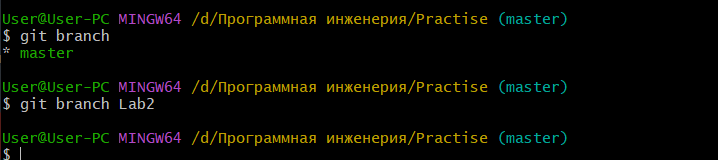 User@User-PC MINGW64 /d/Программная инженерия/Practise (master)
$ git branch
* master
User@User-PC MINGW64 /d/Программная инженерия/Practise (master)
$ git branch Lab2
User@User-PC MINGW64 /d/Программная инженерия/Practise (master)
$